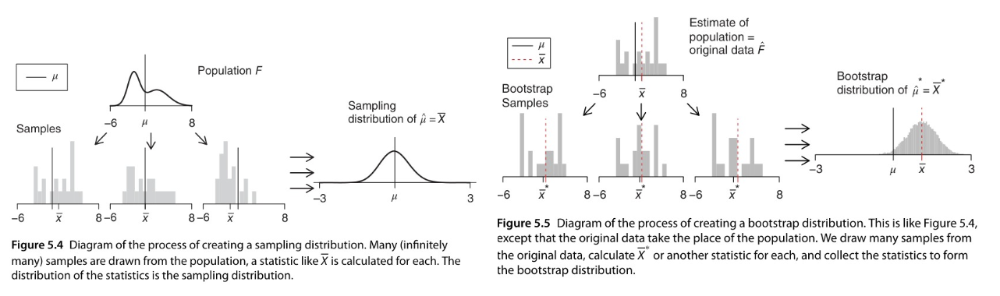 μ
Population F
-6 μ 8
Samples
Sampling
distribution of μ̂ = X̄
-6 x̄ 8
-6 x̄ 8
-6 x̄ 8
-3 μ 3
Figure 5.4 Diagram of the process of creating a sampling distribution. Many (infinitely
many) samples are drawn from the population, a statistic like X̄ is calculated for each. The
distribution of the statistics is the sampling distribution.
μ
x̄
Estimate of
population =
original data F̂
-6 x̄ 8
Bootstrap
Samples
Bootstrap
distribution of μ̂* = X̄*
-6 x̄* 8
-6 x̄* 8
-6 x̄* 8
-3 μ x̄ 3
Figure 5.5 Diagram of the process of creating a bootstrap distribution. This is like Figure 5.4,
except that the original data take the place of the population. We draw many samples from
the original data, calculate X̄* or another statistic for each, and collect the statistics to form
the bootstrap distribution.